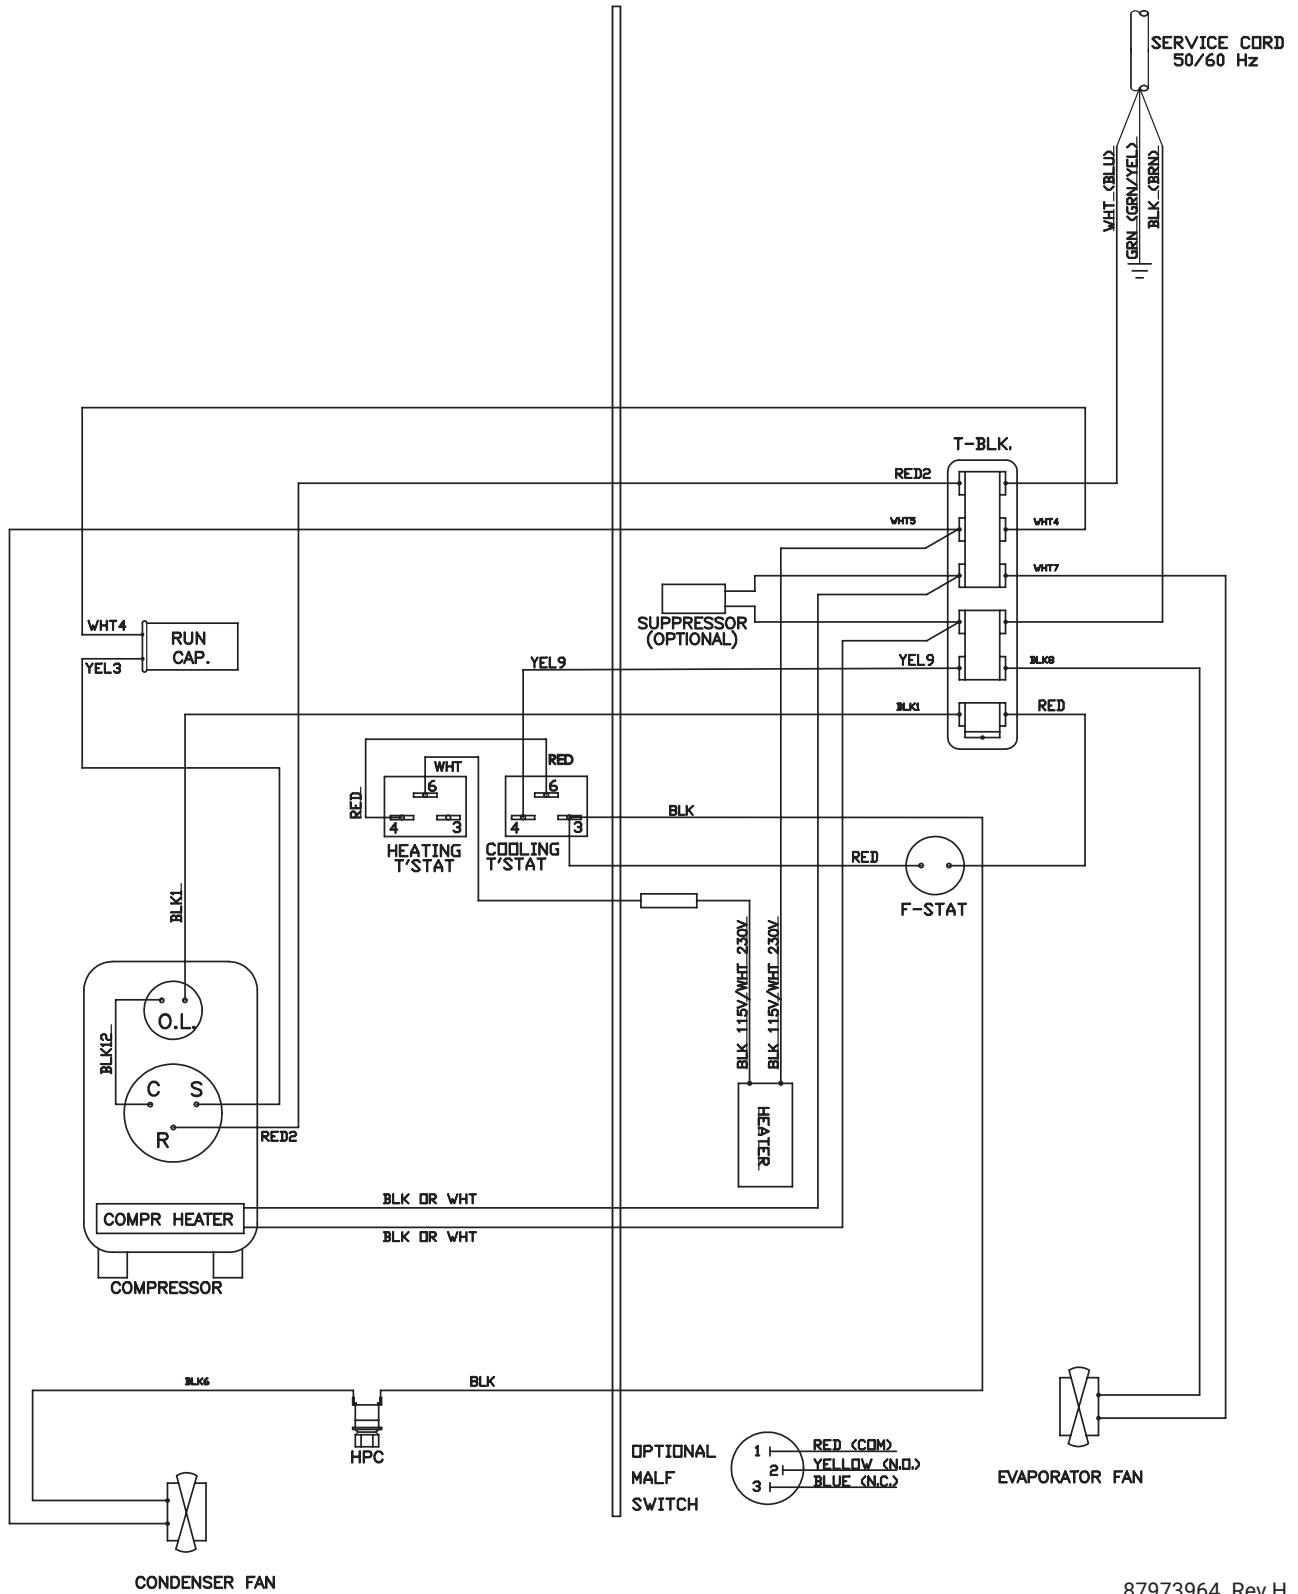 SERVICE CORD
50/60 Hz
WHT (BLU)
GRN (GRN/YEL)
BLK (BRN)
T-BLK.
RED2
WHT5
WHT4
WHT7
SUPPRESSOR
(OPTIONAL)
WHT4
RUN
CAP.
YEL3
YEL9
YEL9
BLK8
BLK1
RED
RED
WHT
RED
6
6
4
3
4
3
BLK
HEATING
T'STAT
COOLING
T'STAT
RED
F-STAT
BLK1
BLK 115V/WHT 230V
BLK 115V/WHT 230V
O.L.
BLK12
C
S
R
RED2
HEATER
BLK OR WHT
COMPR HEATER
BLK OR WHT
COMPRESSOR
BLK6
BLK
HPC
OPTIONAL
MALF
SWITCH
1
2
3
RED (COM)
YELLOW (N.O.)
BLUE (N.C.)
EVAPORATOR FAN
CONDENSER FAN
87973964 Rev H